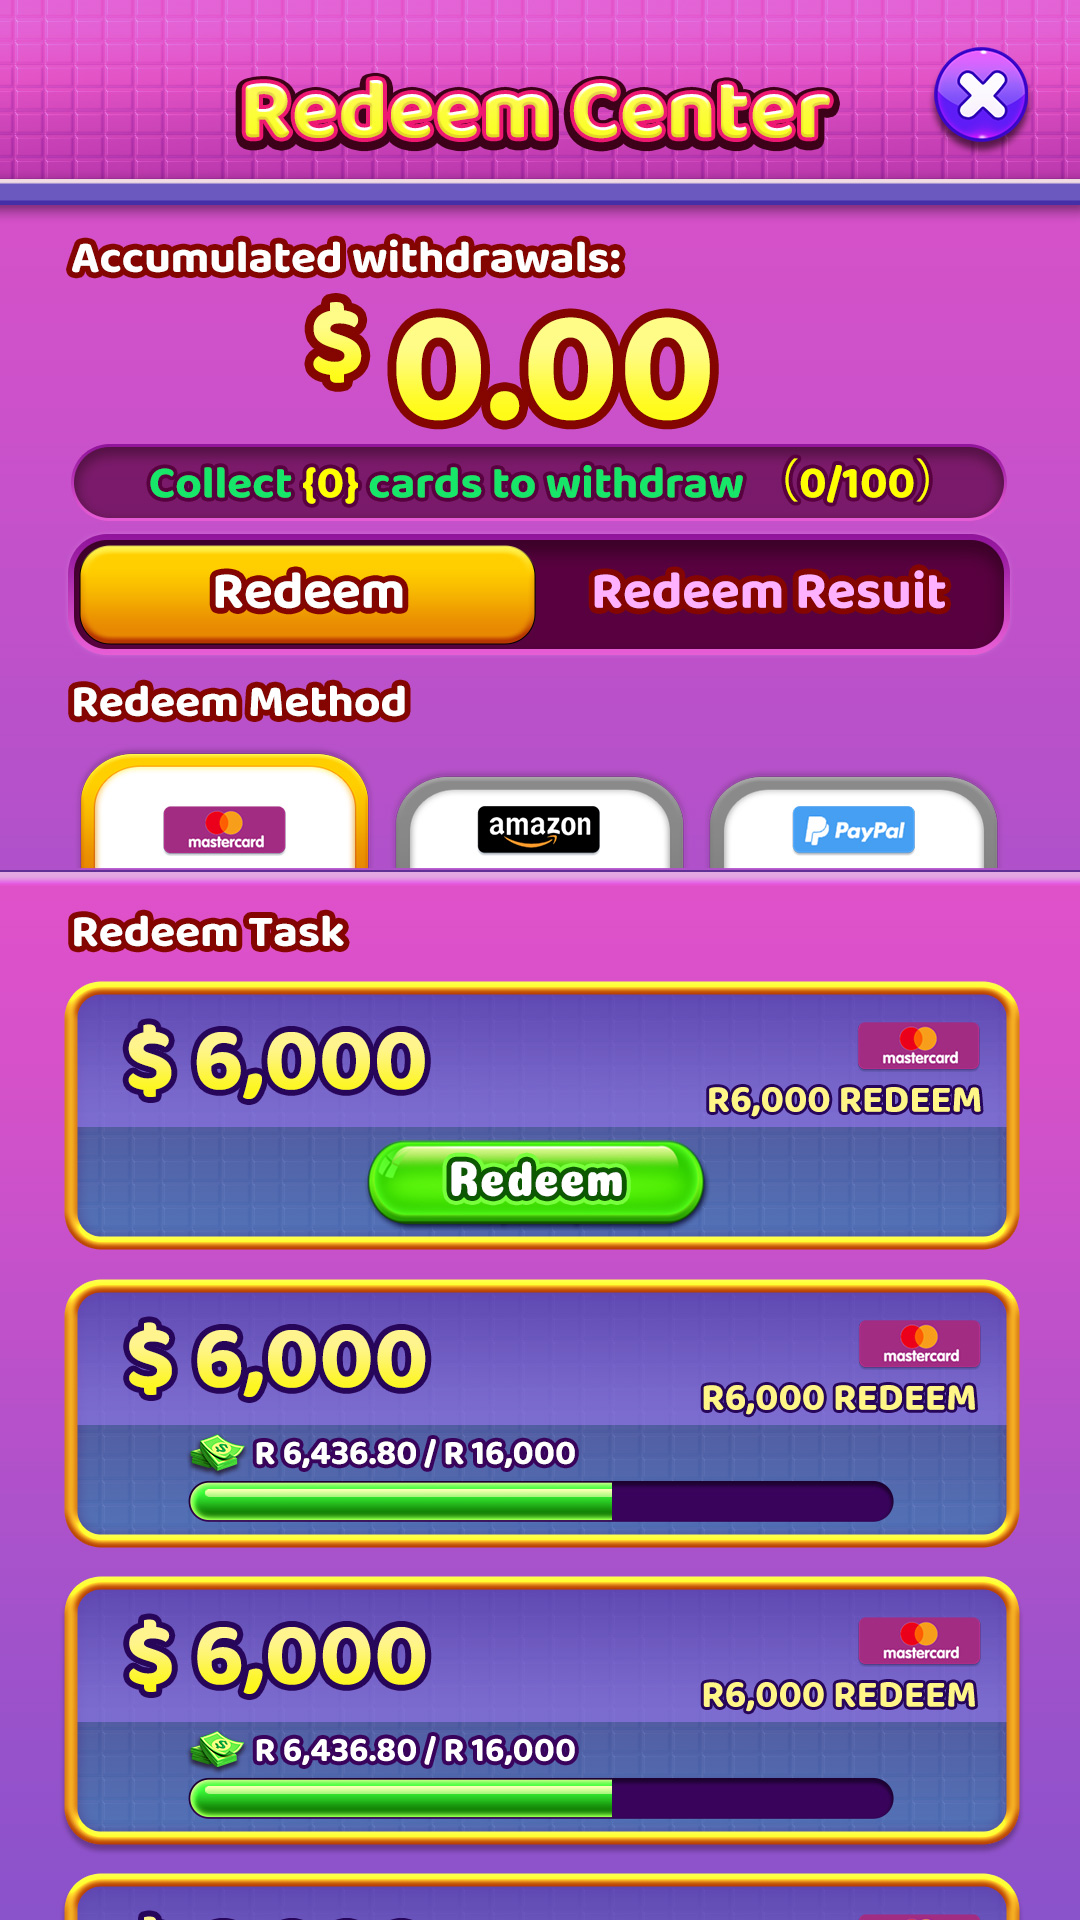 Redeem Center
Accumulated withdrawals:
$ 0.00
Collect {0} cards to withdraw （0/100）
Redeem
Redeem Resuit
Redeem Method
mastercard
amazon
PayPal
Redeem Task
$ 6,000
mastercard
R6,000 REDEEM
Redeem
$ 6,000
mastercard
R6,000 REDEEM
R 6,436.80 / R 16,000
$ 6,000
mastercard
R6,000 REDEEM
R 6,436.80 / R 16,000